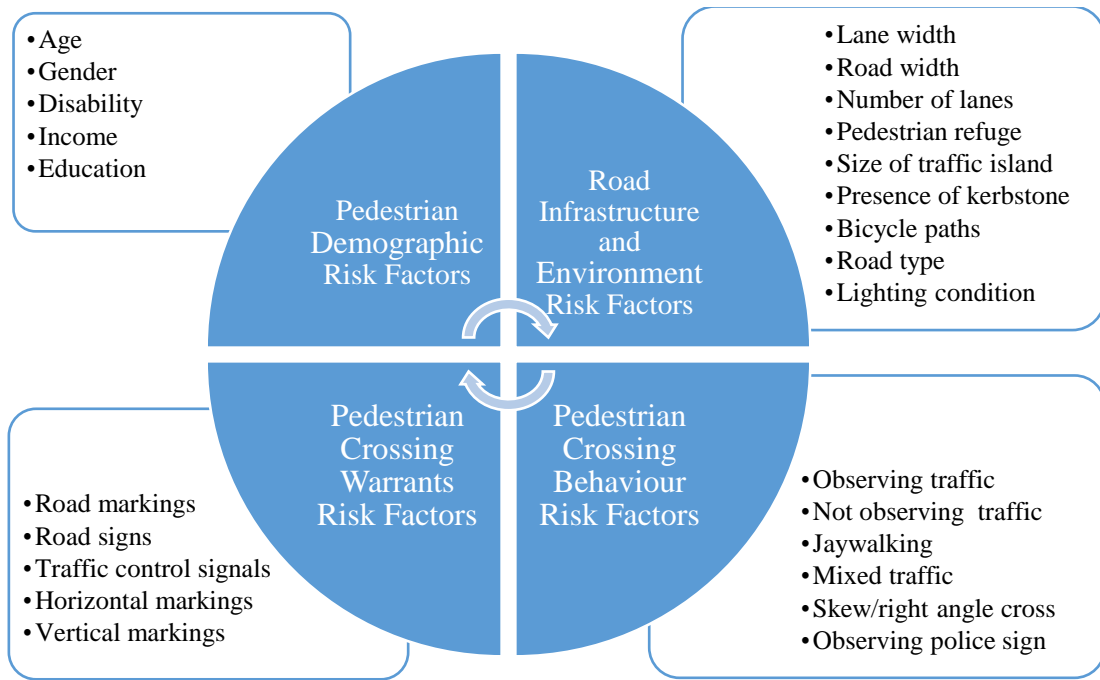 •Age
•Gender
•Disability
•Income
•Education
•Lane width
•Road width
•Number of lanes
•Pedestrian refuge
•Size of traffic island
•Presence of kerbstone
•Bicycle paths
•Road type
•Lighting condition
Pedestrian
Demographic
Risk Factors
Road
Infrastructure
and
Environment
Risk Factors
Pedestrian
Crossing
Warrants
Risk Factors
Pedestrian
Crossing
Behaviour
Risk Factors
•Road markings
•Road signs
•Traffic control signals
•Horizontal markings
•Vertical markings
•Observing traffic
•Not observing traffic
•Jaywalking
•Mixed traffic
•Skew/right angle cross
•Observing police sign